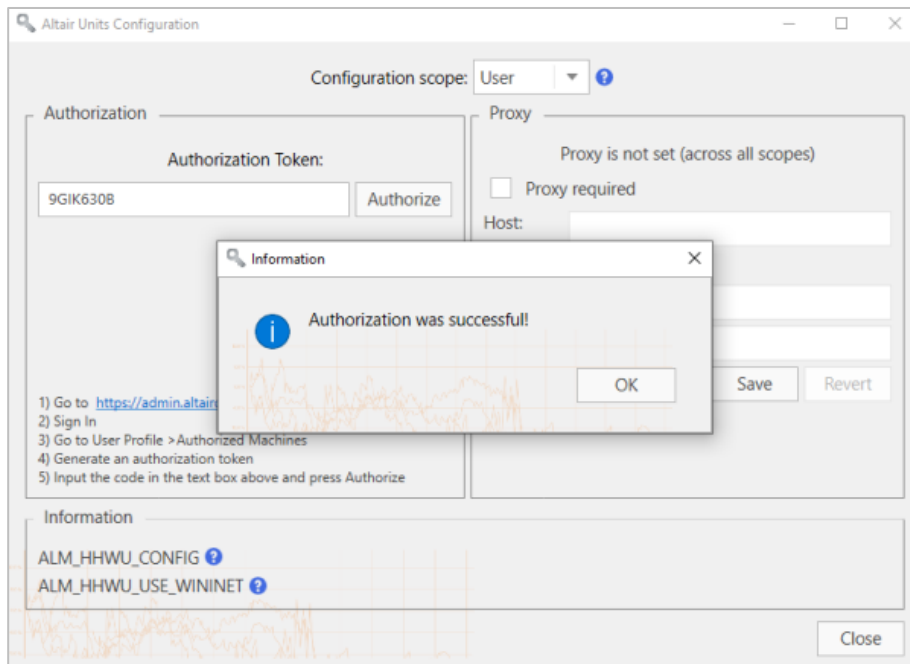 Altair Units Configuration
Configuration scope: User
Authorization
Authorization Token:
9GIK630B
Authorize
1) Go to https://admin.altair
2) Sign In
3) Go to User Profile >Authorized Machines
4) Generate an authorization token
5) Input the code in the text box above and press Authorize
Proxy
Proxy is not set (across all scopes)
Proxy required
Host:
Save
Revert
Information
Authorization was successful!
OK
Information
ALM_HHWU_CONFIG
ALM_HHWU_USE_WININET
Close